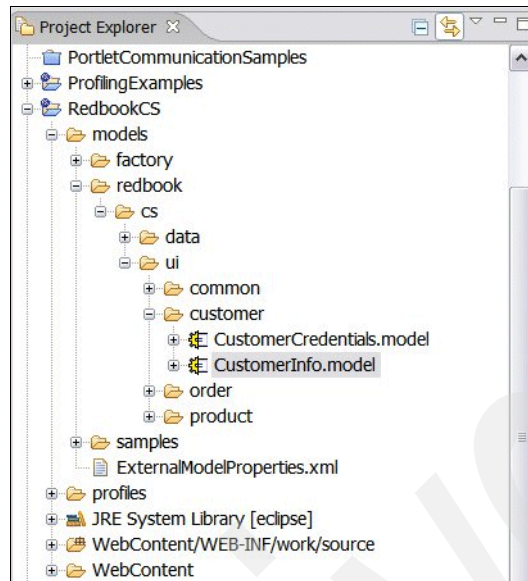 Project Explorer
PortletCommunicationSamples
ProfilingExamples
RedbookCS
models
factory
redbook
cs
data
ui
common
customer
CustomerCredentials.model
CustomerInfo.model
order
product
samples
ExternalModelProperties.xml
profiles
JRE System Library [eclipse]
WebContent/WEB-INF/work/source
WebContent